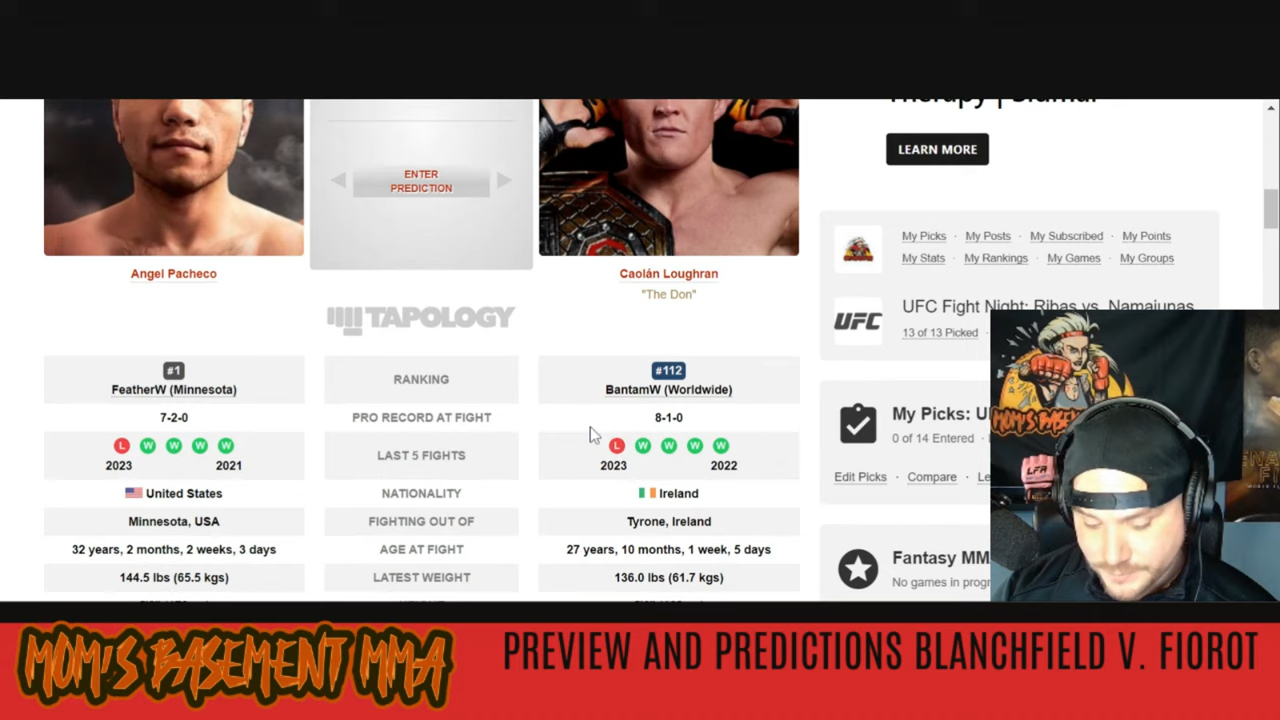 LEARN MORE
ENTER
PREDICTION
My Picks · My Posts · My Subscribed · My Points
My Stats · My Rankings · My Games · My Groups
Angel Pacheco
Caolán Loughran
"The Don"
TAPOLOGY
UFC
UFC Fight Night: Ribas vs. Namajunas
13 of 13 Picked
#1
FeatherW (Minnesota)
RANKING
#112
BantamW (Worldwide)
7-2-0
PRO RECORD AT FIGHT
8-1-0
My Picks:
0 of 14 Entered
L W W W W
2023 2021
LAST 5 FIGHTS
L W W W W
2023 2022
Edit Picks · Compare
United States
NATIONALITY
Ireland
Minnesota, USA
FIGHTING OUT OF
Tyrone, Ireland
32 years, 2 months, 2 weeks, 3 days
AGE AT FIGHT
27 years, 10 months, 1 week, 5 days
144.5 lbs (65.5 kgs)
LATEST WEIGHT
136.0 lbs (61.7 kgs)
Fantasy MM
No games in progr
LFA
MOM'S BASEMENT MMA
PREVIEW AND PREDICTIONS BLANCHFIELD V. FIOROT